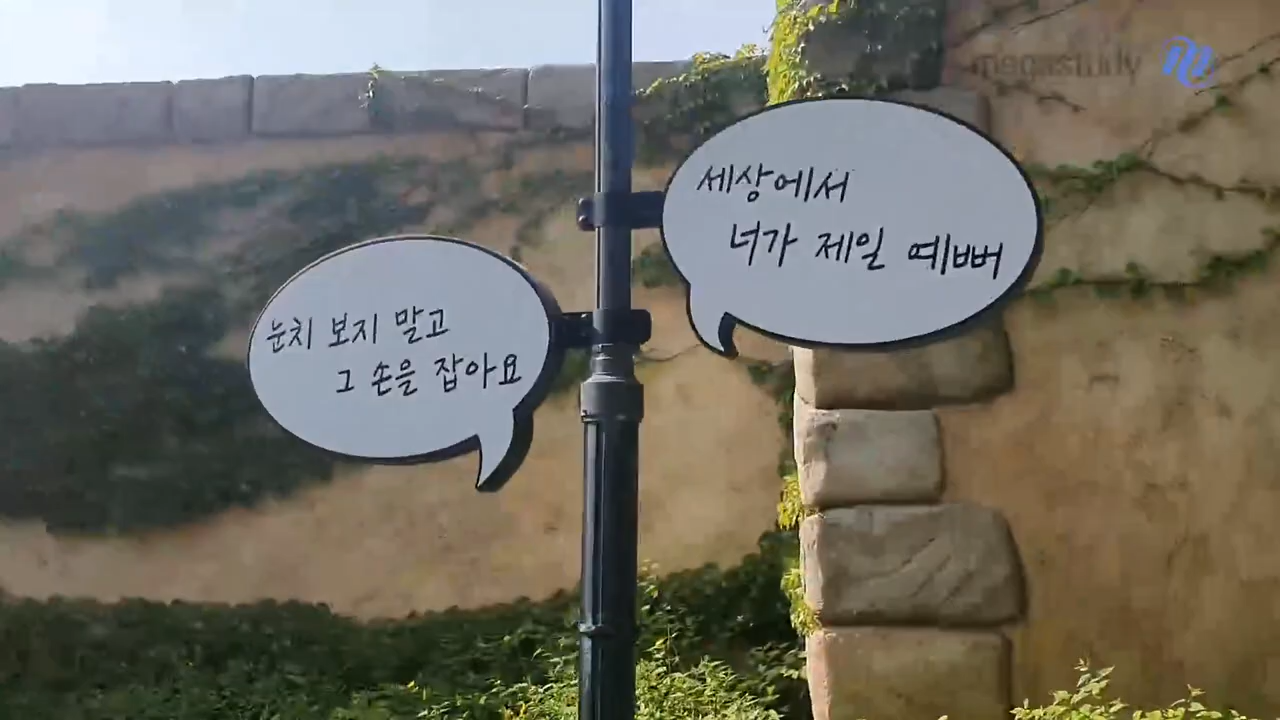 megastudy
세상에서
너가 제일 예뻐
눈치 보지 말고
그 손을 잡아요